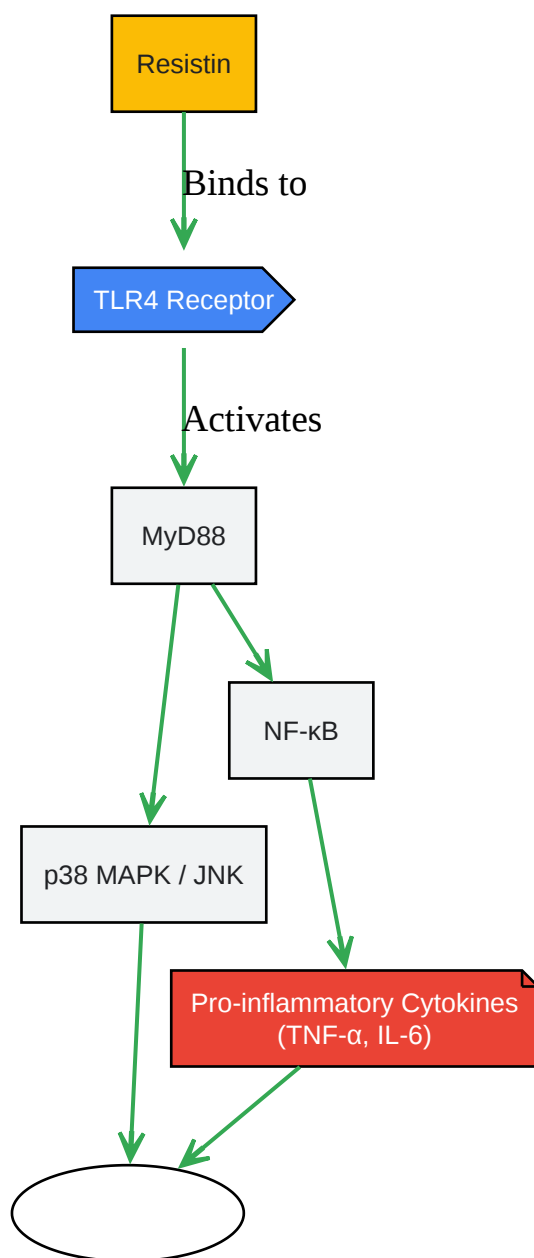 Resistin
Binds to
TLR4 Receptor
Activates
MyD88
NF-κB
p38 MAPK / JNK
Pro-inflammatory Cytokines
(TNF-α, IL-6)